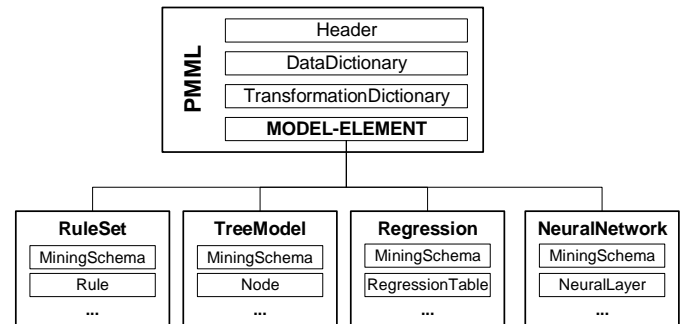 PMML
Header
DataDictionary
TransformationDictionary
MODEL-ELEMENT
RuleSet
MiningSchema
Rule
...
TreeModel
MiningSchema
Node
...
Regression
MiningSchema
RegressionTable
...
NeuralNetwork
MiningSchema
NeuralLayer
...